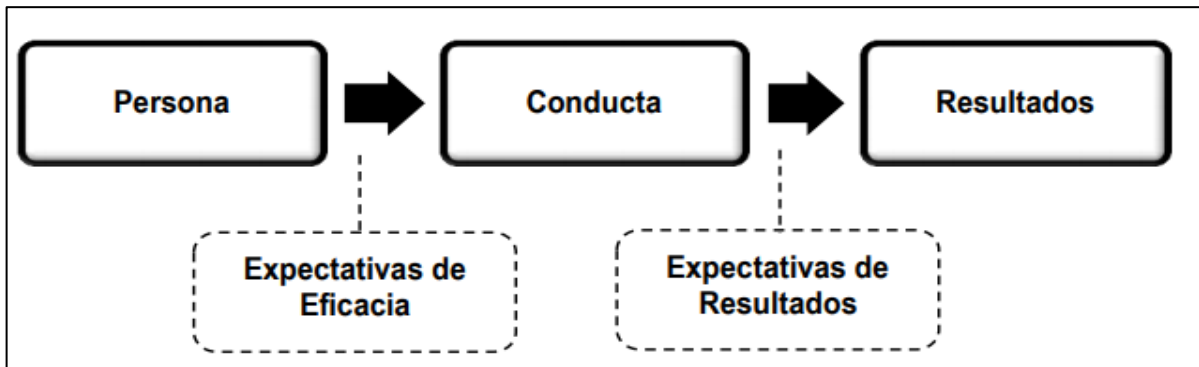 Persona
Conducta
Resultados
Expectativas de
Eficacia
Expectativas de
Resultados